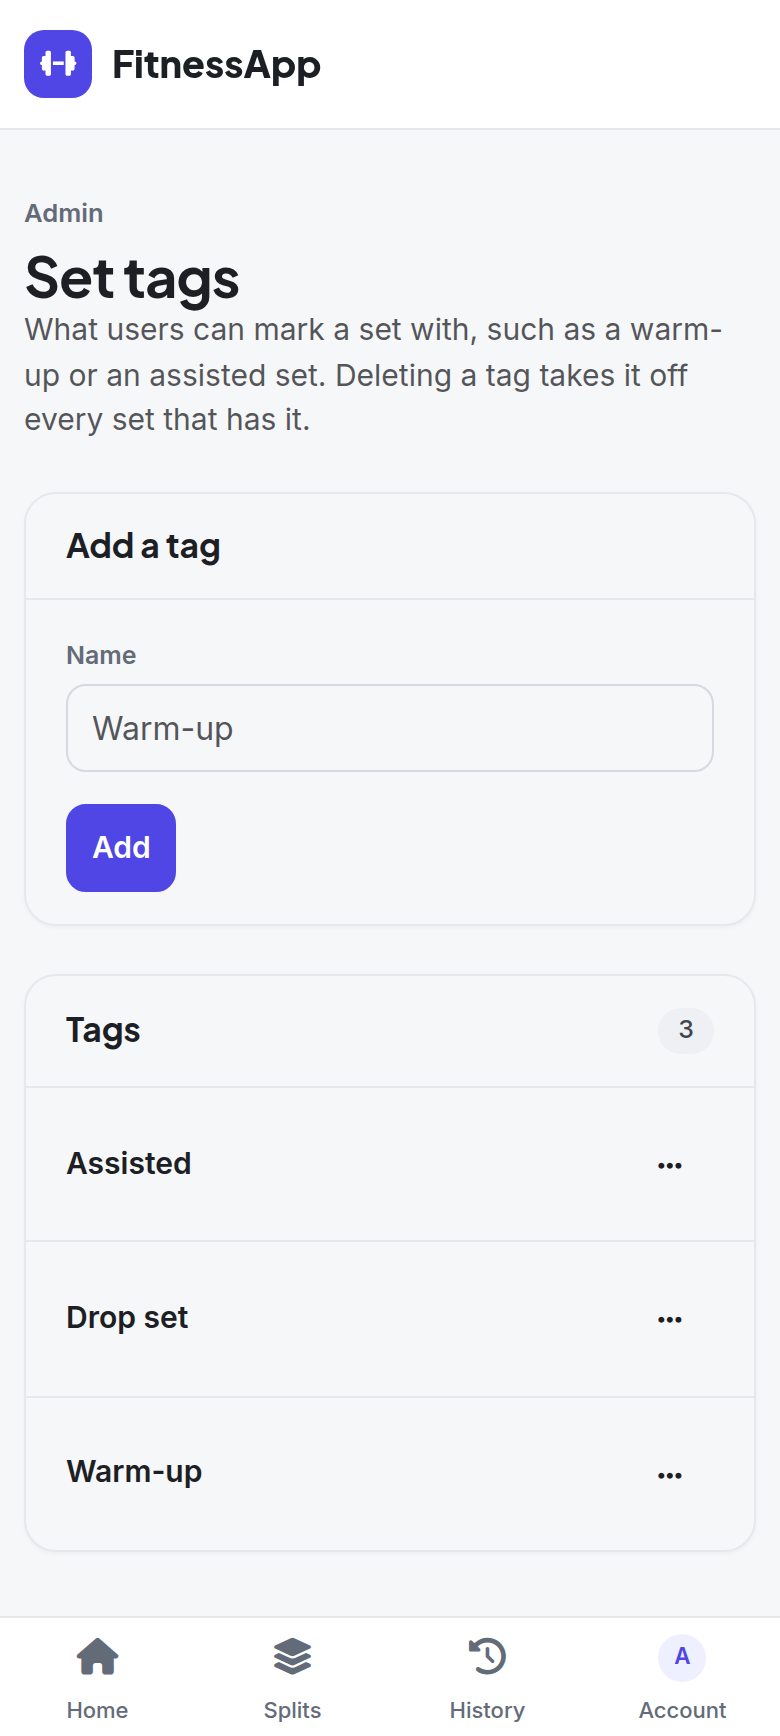 FitnessApp
Admin
Set tags
What users can mark a set with, such as a warm-
up or an assisted set. Deleting a tag takes it off
every set that has it.
Add a tag
Name
Warm-up
Add
Tags
3
Assisted
Drop set
Warm-up
A
Home
Splits
History
Account